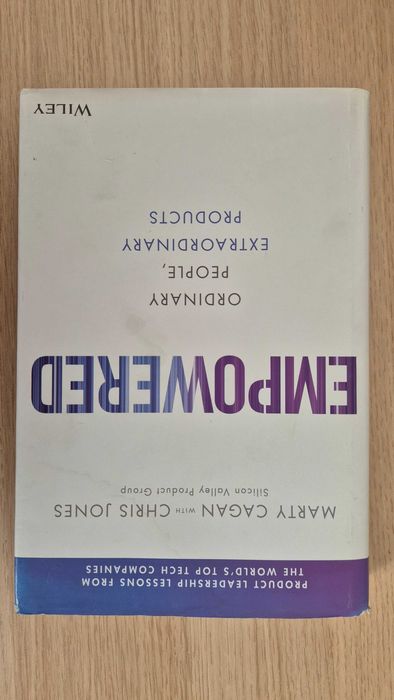 PRODUCT LEADERSHIP LESSONS FROM
THE WORLD'S TOP TECH COMPANIES
MARTY CAGAN WITH CHRIS JONES
Silicon Valley Product Group
EMPOWERED
ORDINARY
PEOPLE,
EXTRAORDINARY
PRODUCTS
WILEY